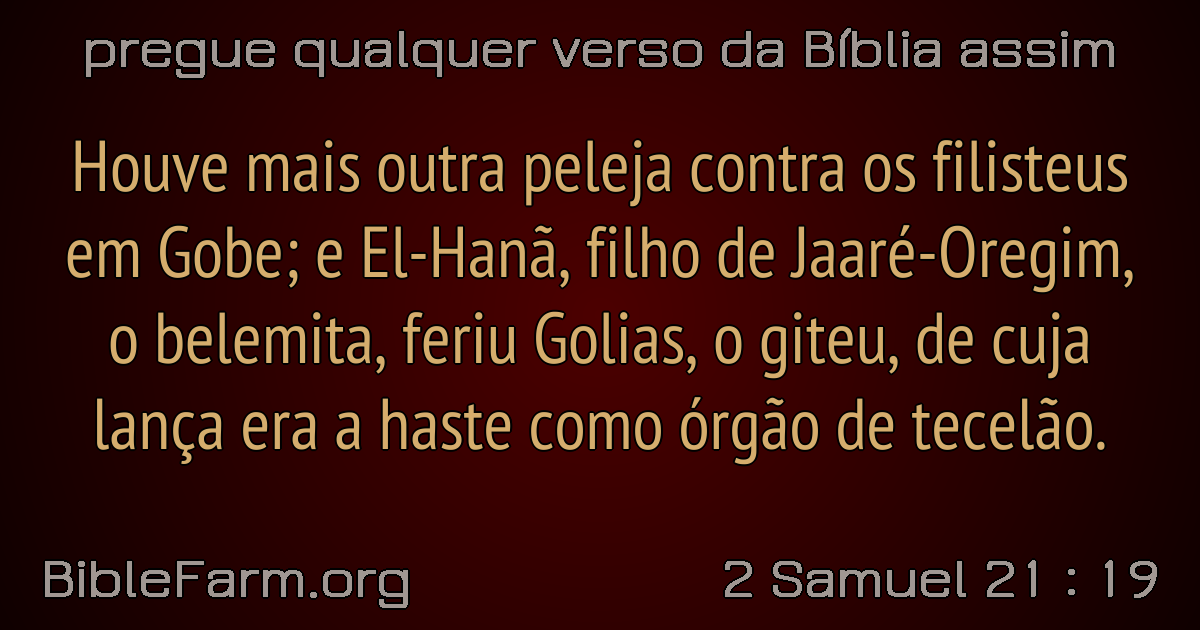 pregue qualquer verso da Bíblia assim
Houve mais outra peleja contra os filisteus
em Gobe; e El-Hanã, filho de Jaaré-Oregim,
o belemita, feriu Golias, o giteu, de cuja
lança era a haste como órgão de tecelão.
BibleFarm.org
2 Samuel 21 : 19